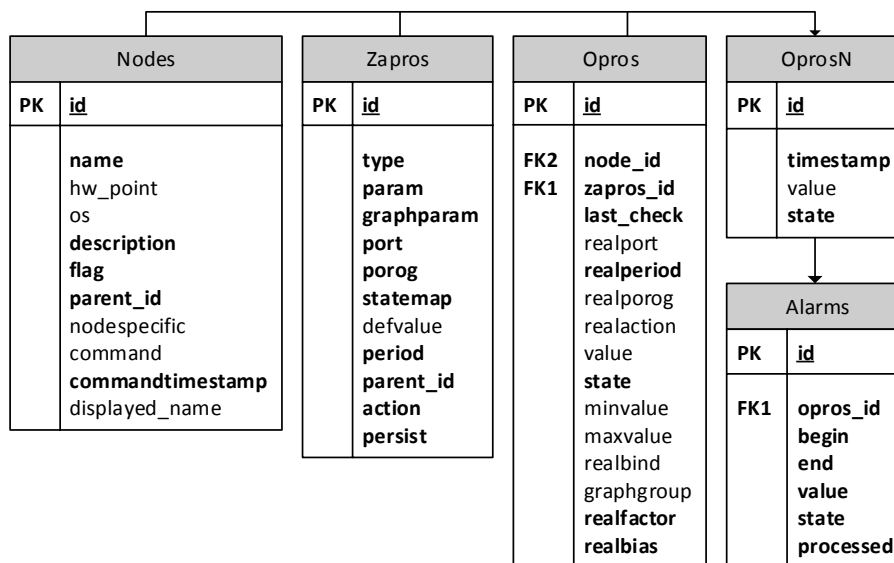 Nodes
PK id
name
hw_point
os
description
flag
parent_id
nodespecific
command
commandtimestamp
displayed_name
Zapros
PK id
type
param
graphparam
port
porog
statemap
defvalue
period
parent_id
action
persist
Opros
PK id
FK2 node_id
FK1 zapros_id
last_check
realport
realperiod
realporog
realaction
value
state
minvalue
maxvalue
realbind
graphgroup
realfactor
realbias
OprosN
PK id
timestamp
value
state
Alarms
PK id
FK1 opros_id
begin
end
value
state
processed